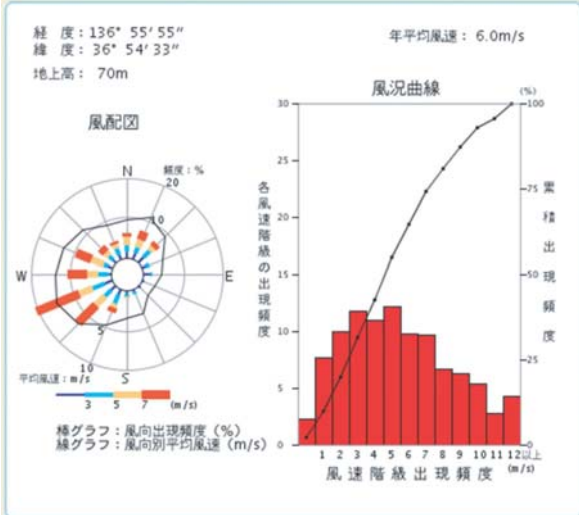 経 度：136° 55′ 55″
緯 度：36° 54′ 33″
地上高： 70m
年平均風速： 6.0m/s
風配図
頻度：%
20
10
N
W
E
S
5
10
平均風速：m/s
3 5 7 (m/s)
棒グラフ：風向出現頻度（%）
線グラフ：風向別平均風速（m/s）
風況曲線
(%)
各風速階級の出現頻度
30
25
20
15
10
5
0
100
75
50
25
0
累積出現頻度
1 2 3 4 5 6 7 8 9 10 11 12以上
(m/s)
風速階級出現頻度